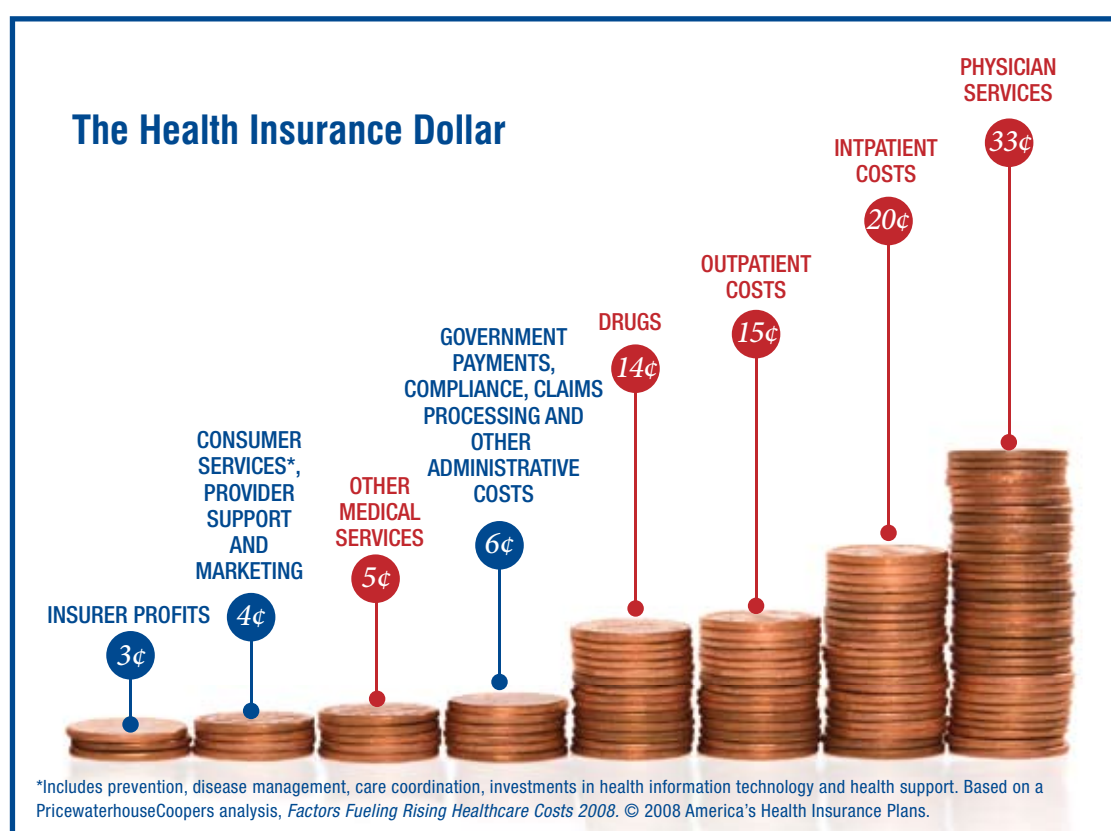 The Health Insurance Dollar
INSURER PROFITS
3¢
CONSUMER
SERVICES*,
PROVIDER
SUPPORT
AND
MARKETING
4¢
OTHER
MEDICAL
SERVICES
5¢
GOVERNMENT
PAYMENTS,
COMPLIANCE, CLAIMS
PROCESSING AND
OTHER
ADMINISTRATIVE
COSTS
6¢
DRUGS
14¢
OUTPATIENT
COSTS
15¢
INTPATIENT
COSTS
20¢
PHYSICIAN
SERVICES
33¢
*Includes prevention, disease management, care coordination, investments in health information technology and health support. Based on a
PricewaterhouseCoopers analysis, Factors Fueling Rising Healthcare Costs 2008. © 2008 America’s Health Insurance Plans.